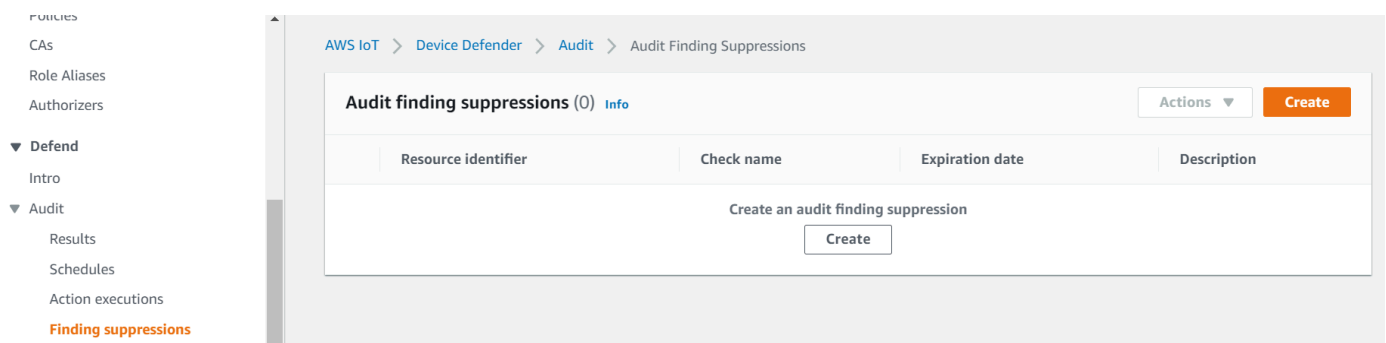 Policies
CAs
Role Aliases
Authorizers
Defend
Intro
Audit
Results
Schedules
Action executions
Finding suppressions
AWS IoT > Device Defender > Audit > Audit Finding Suppressions
Audit finding suppressions (0) Info
Actions Create
Resource identifier Check name Expiration date Description
Create an audit finding suppression
Create